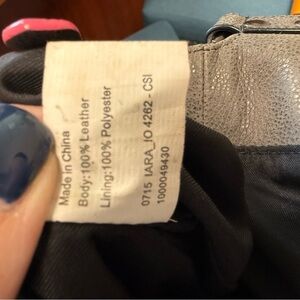 Made in China
Body:100% Leather
Lining:100% Polyester
0715 IARA_IO 4262 - CSI
1000049430